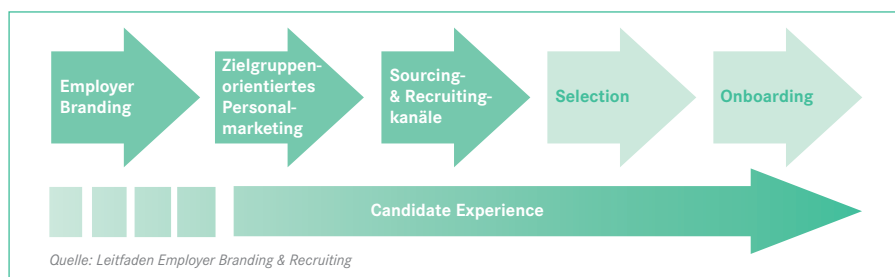 Employer
Branding
Zielgruppen-
orientiertes
Personal-
marketing
Sourcing-
& Recruiting-
kanäle
Selection
Onboarding
Candidate Experience
Quelle: Leitfaden Employer Branding & Recruiting